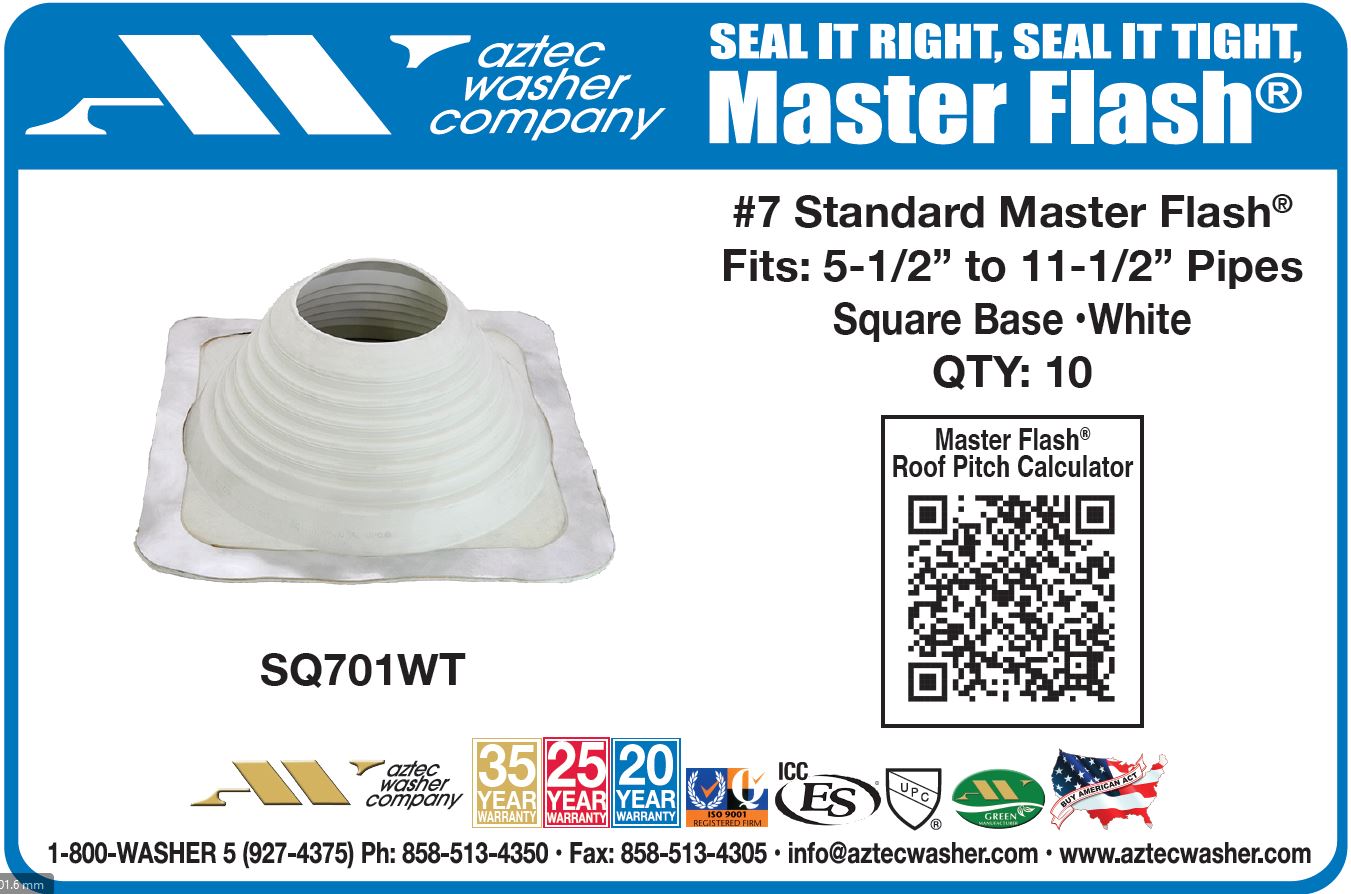 aztec
washer
company
SEAL IT RIGHT, SEAL IT TIGHT,
Master Flash®
#7 Standard Master Flash®
Fits: 5-1/2” to 11-1/2” Pipes
Square Base •White
QTY: 10
Master Flash®
Roof Pitch Calculator
SQ701WT
aztec
washer
company
35
YEAR
WARRANTY
25
YEAR
WARRANTY
20
YEAR
WARRANTY
Q
ISO 9001
REGISTERED FIRM
ICC
ES
®
UPC
®
GREEN
MANUFACTURER
BUY AMERICAN ACT
1-800-WASHER 5 (927-4375) Ph: 858-513-4350 • Fax: 858-513-4305 • info@aztecwasher.com • www.aztecwasher.com
01.6 mm